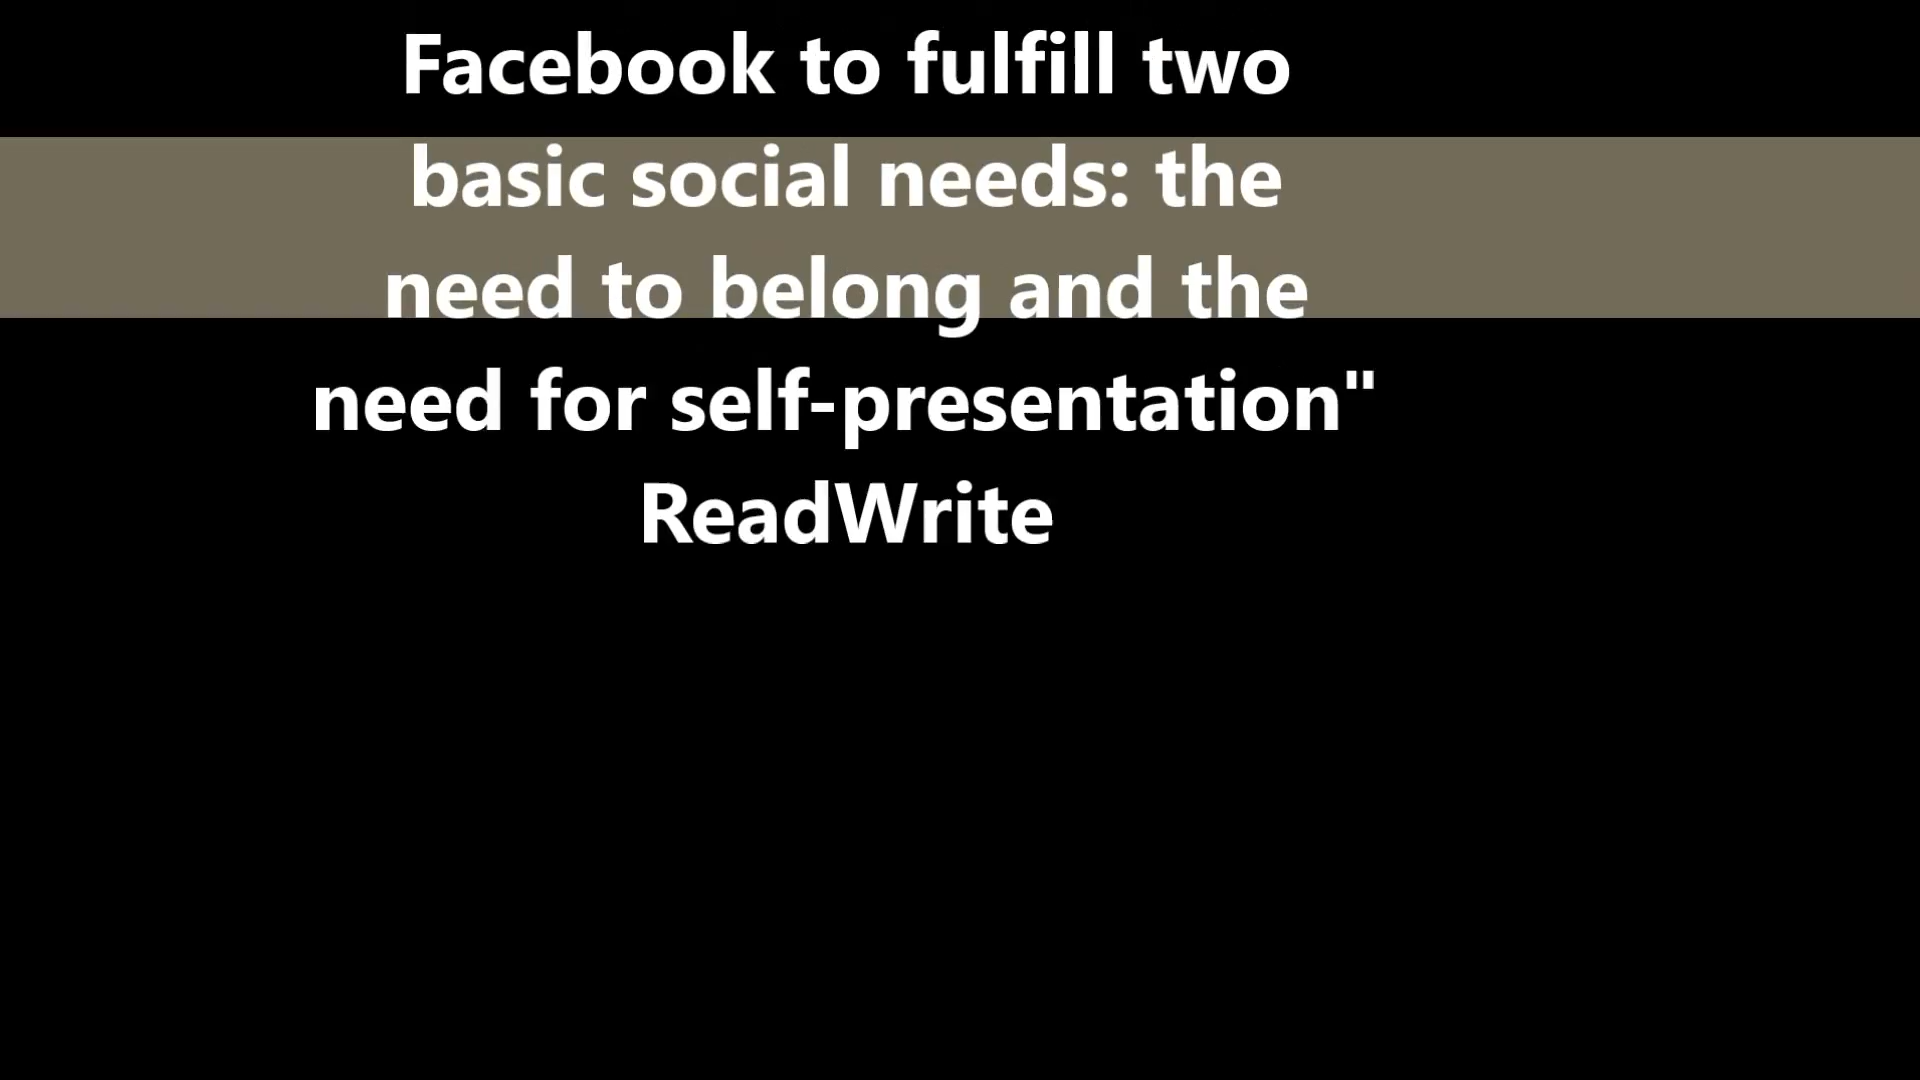 Facebook to fulfill two
basic social needs: the
need to belong and the
need for self-presentation"
ReadWrite